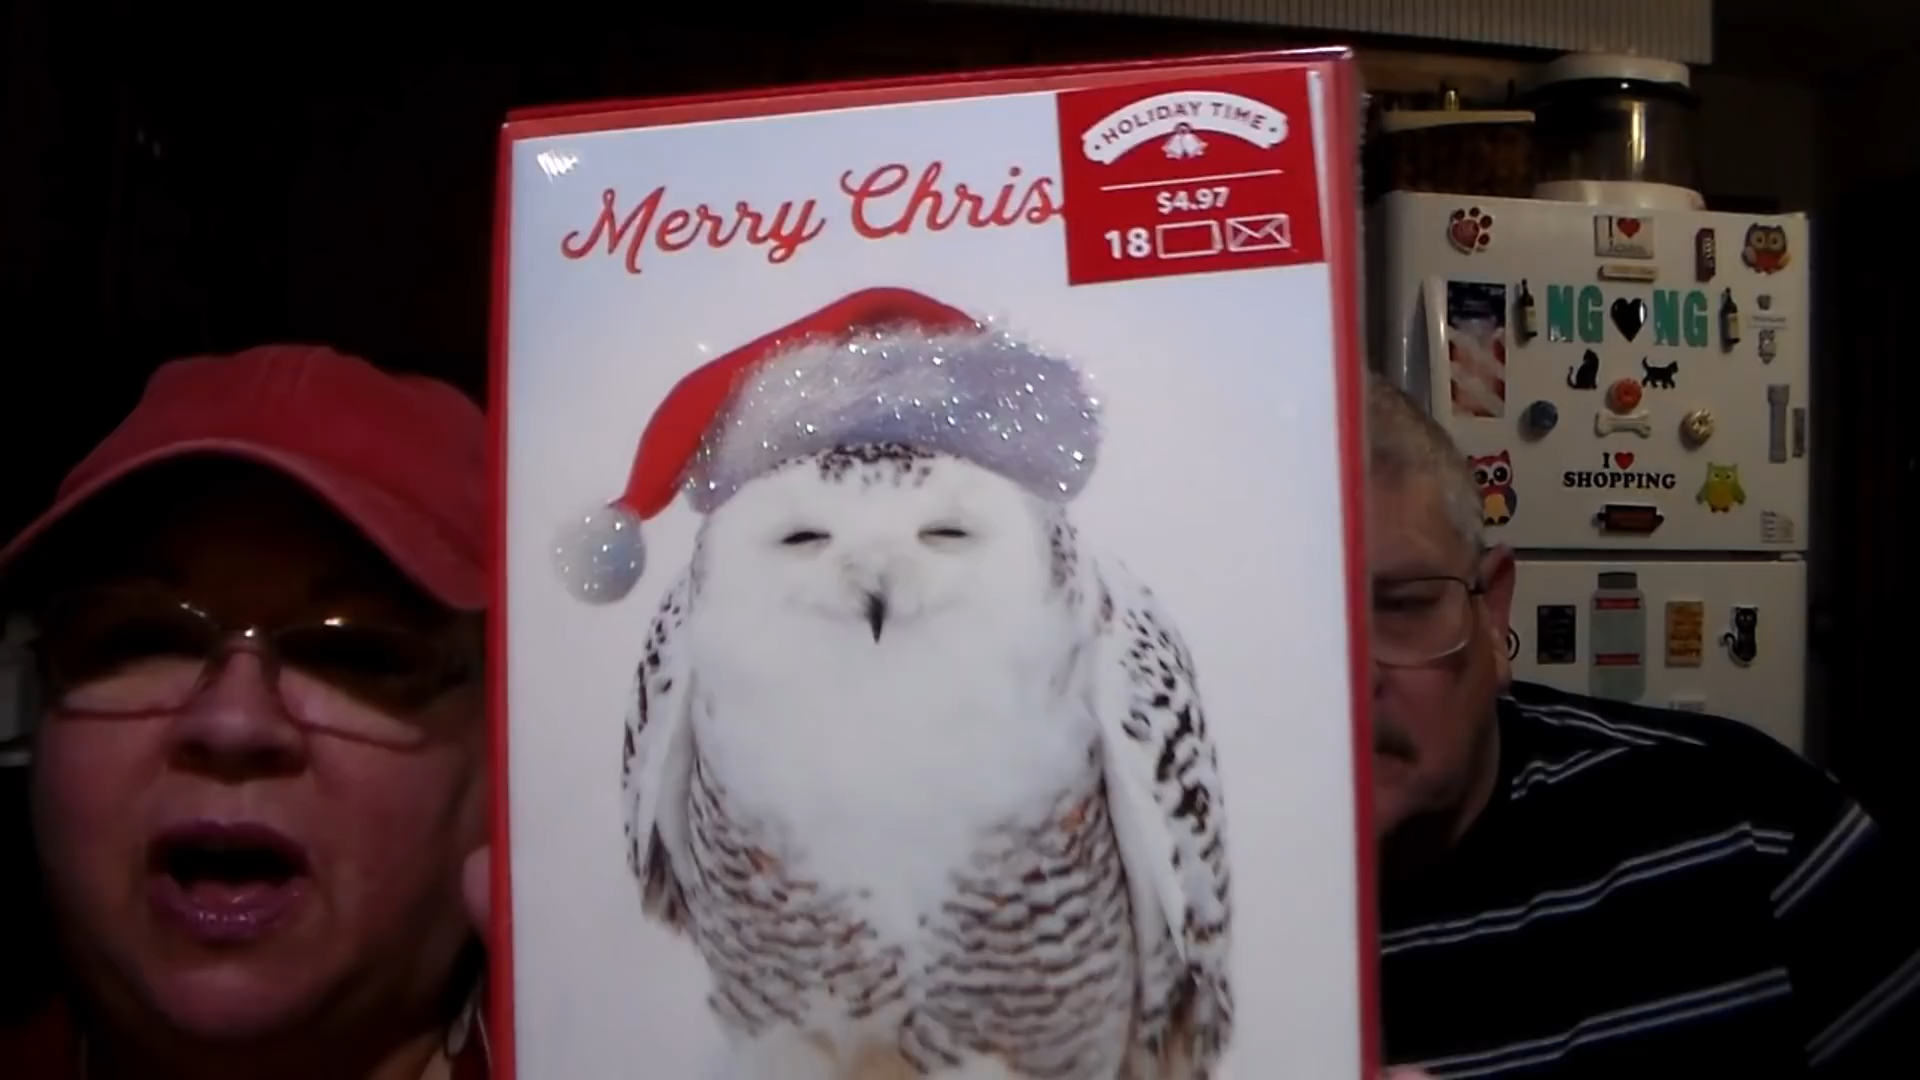 Merry Chris
HOLIDAY TIME
$4.97
18
I ♥
NG ♥ NG
I ♥
SHOPPING